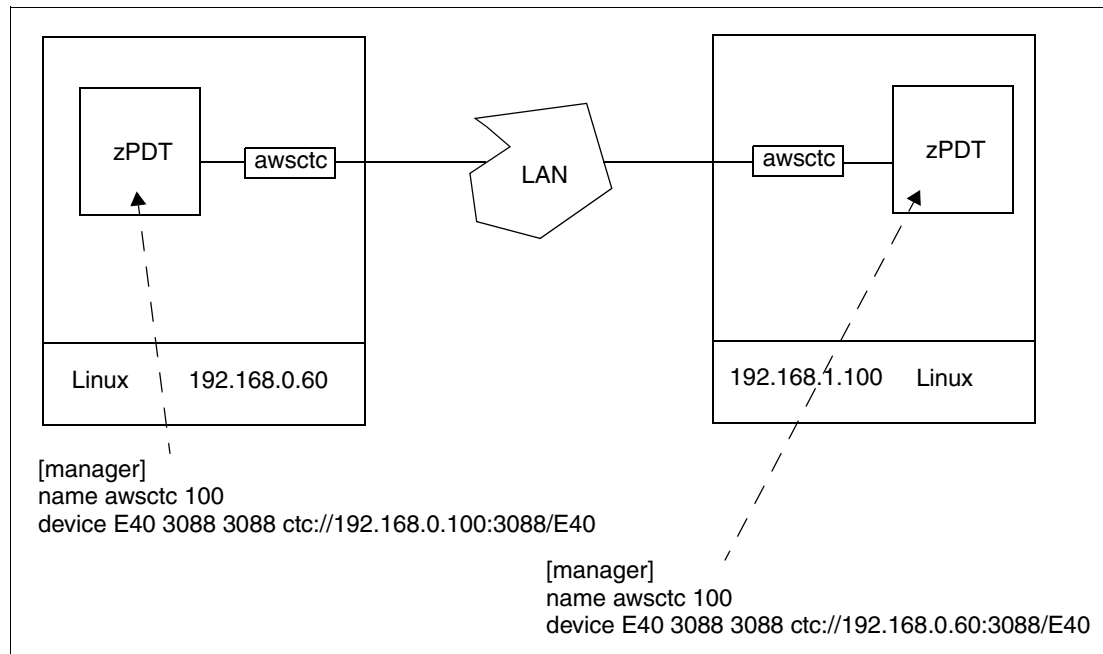 zPDT
awsctc
LAN
awsctc
zPDT
Linux 192.168.0.60
192.168.1.100 Linux
[manager]
name awsctc 100
device E40 3088 3088 ctc://192.168.0.100:3088/E40
[manager]
name awsctc 100
device E40 3088 3088 ctc://192.168.0.60:3088/E40